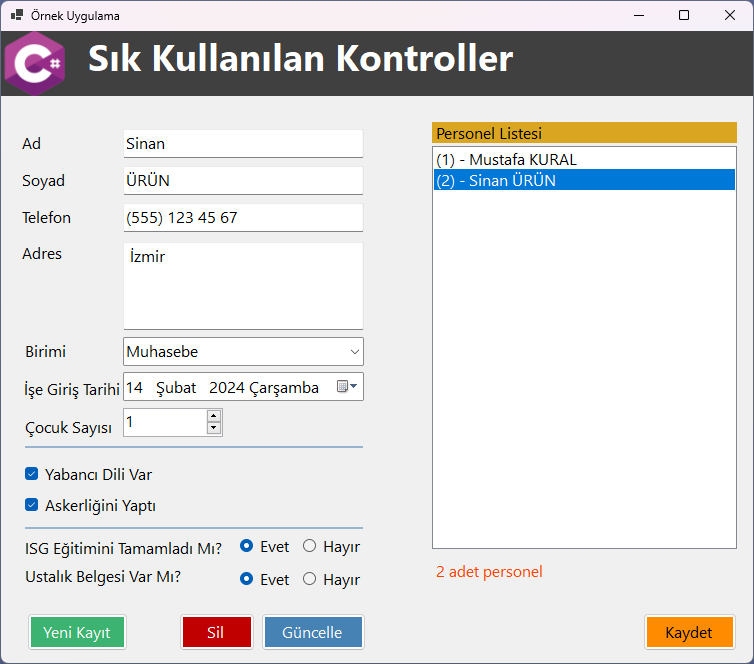 Örnek Uygulama
C#
Sık Kullanılan Kontroller
Ad
Sinan
Soyad
ÜRÜN
Telefon
(555) 123 45 67
Adres
İzmir
Birimi
Muhasebe
İşe Giriş Tarihi
14 Şubat 2024 Çarşamba
Çocuk Sayısı
1
Yabancı Dili Var
Askerliğini Yaptı
ISG Eğitimini Tamamladı Mı?
Evet
Hayır
Ustalık Belgesi Var Mı?
Evet
Hayır
Personel Listesi
(1) - Mustafa KURAL
(2) - Sinan ÜRÜN
2 adet personel
Yeni Kayıt
Sil
Güncelle
Kaydet